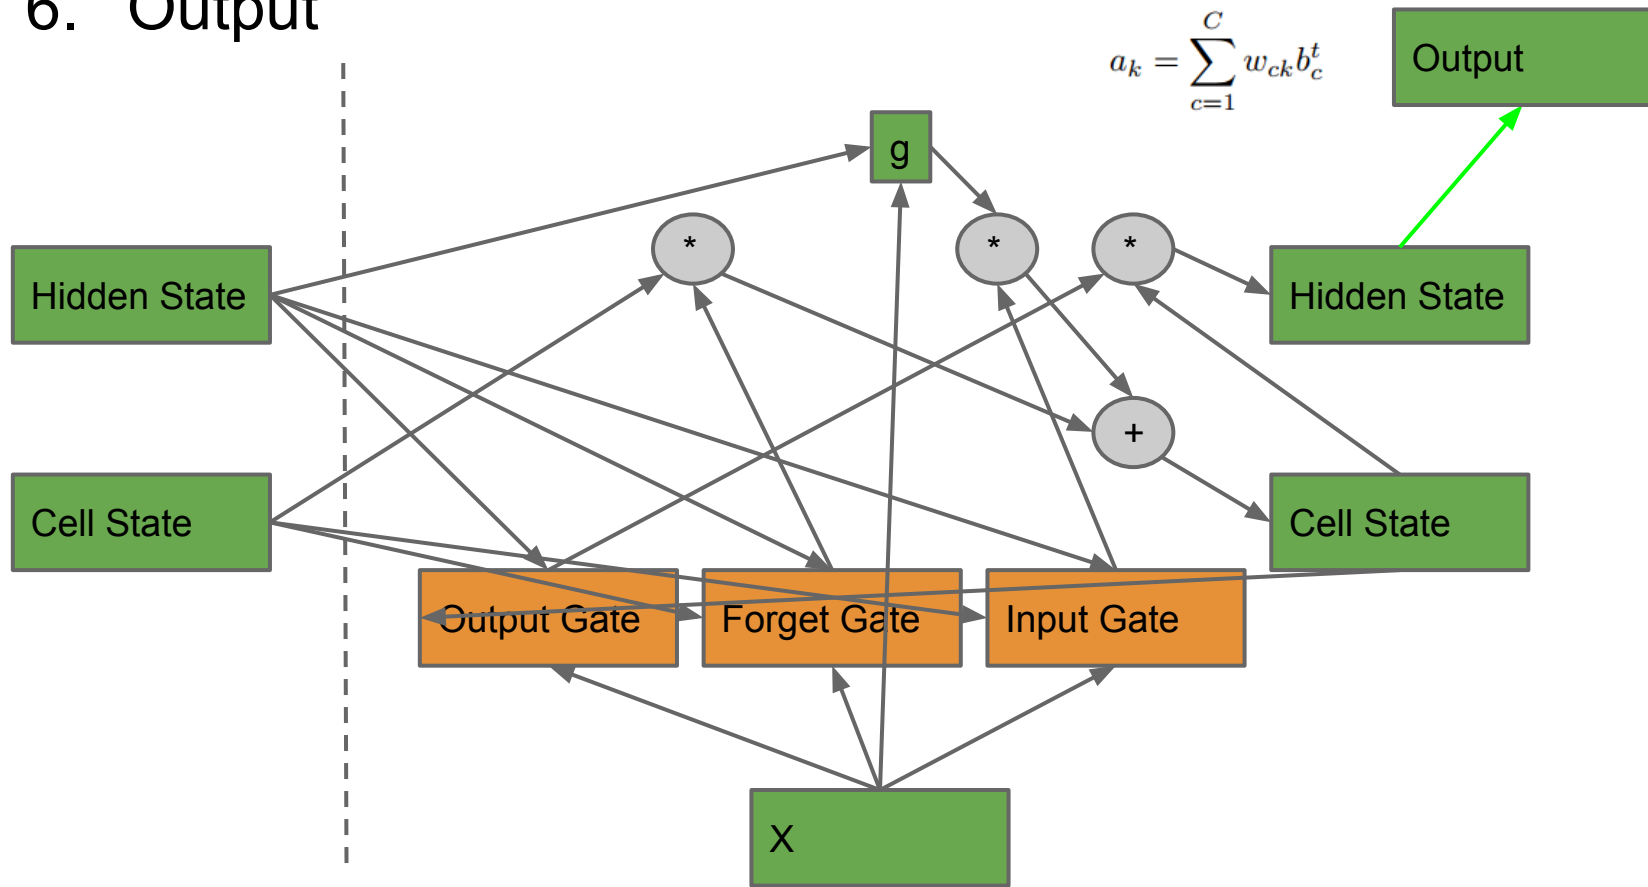 6. Output
a_k = \sum_{c=1}^{C} w_{ck} b_c^t
Output
g
*
*
*
Hidden State
Hidden State
+
Cell State
Cell State
Output Gate
Forget Gate
Input Gate
X